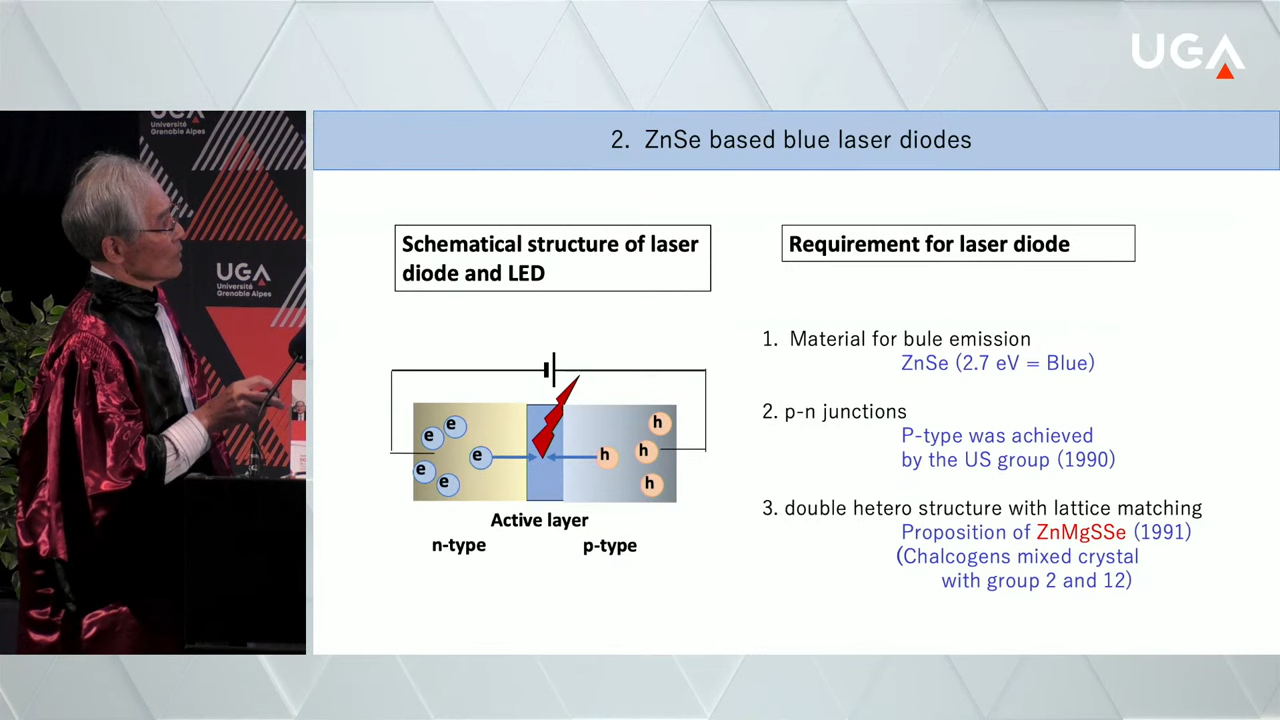 UGA
UGA
Université
Grenoble Alpes
UGA
Université
Grenoble Alpes
2. ZnSe based blue laser diodes
Schematical structure of laser
diode and LED
e
e
e
e
e
h
h
h
h
Active layer
n-type
p-type
Requirement for laser diode
1. Material for bule emission
ZnSe (2.7 eV = Blue)
2. p-n junctions
P-type was achieved
by the US group (1990)
3. double hetero structure with lattice matching
Proposition of ZnMgSSe (1991)
(Chalcogens mixed crystal
with group 2 and 12)